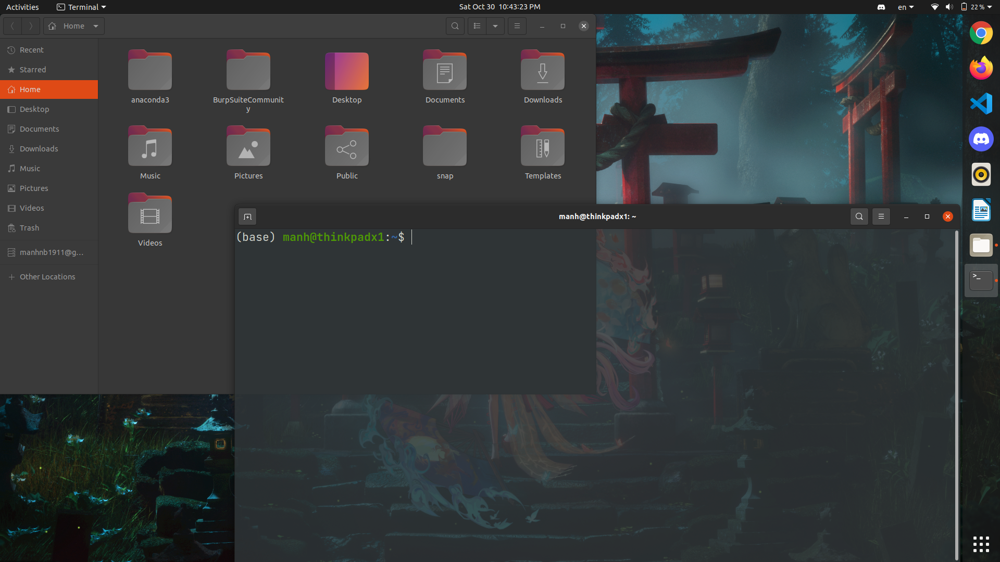 Activities
Terminal
Sat Oct 30 10:43:23 PM
en
22 %
Home
Recent
Starred
Home
Desktop
Documents
Downloads
Music
Pictures
Videos
Trash
manhnb1911@g…
Other Locations
anaconda3
BurpSuiteCommunit
y
Desktop
Documents
Downloads
Music
Pictures
Public
snap
Templates
Videos
manh@thinkpadx1: ~
(base) manh@thinkpadx1:~$
>_